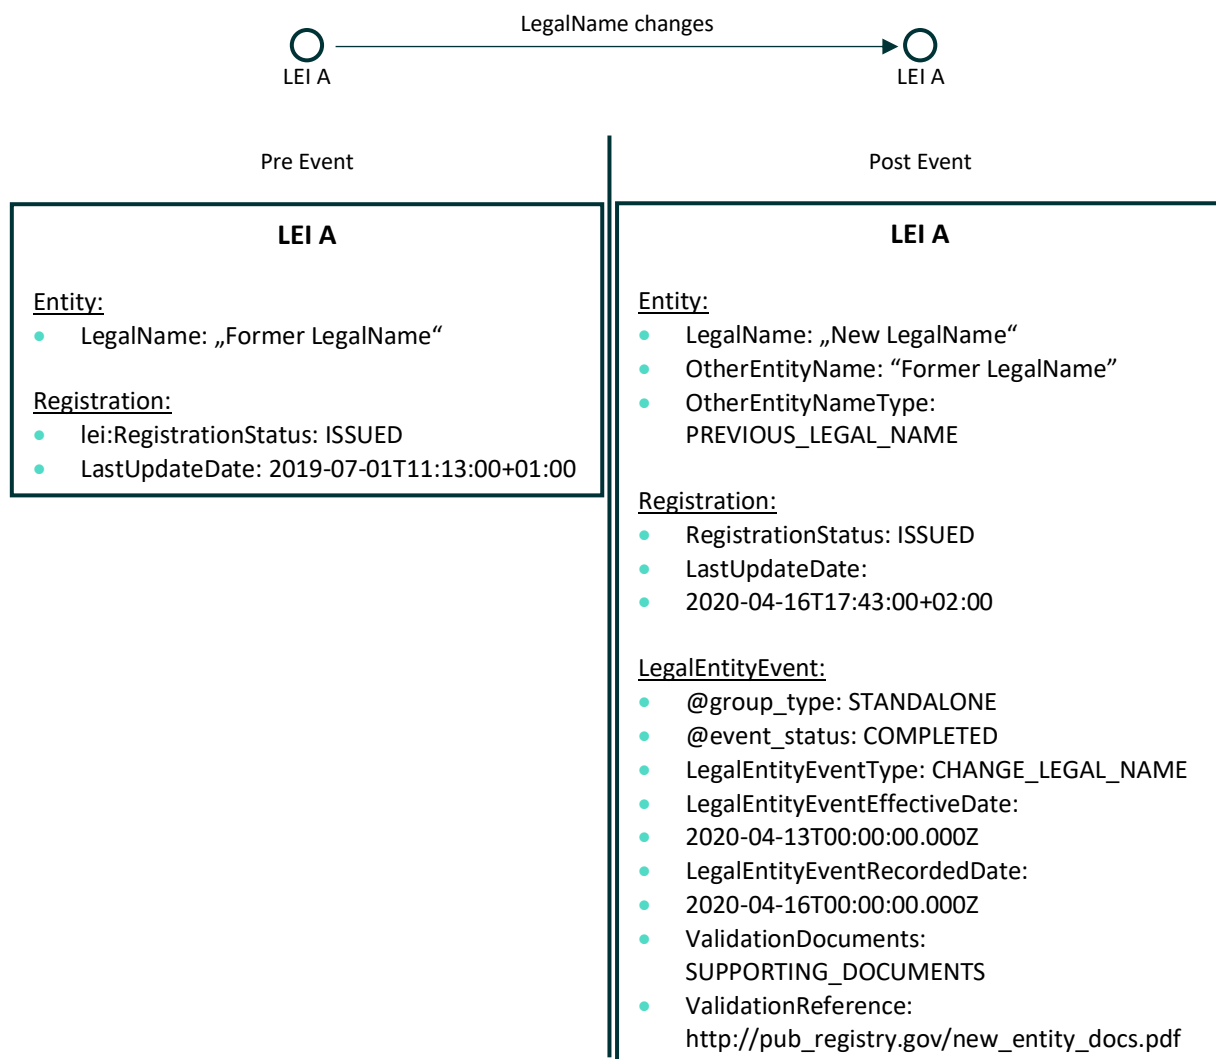 LegalName changes
LEI A
LEI A
Pre Event
Post Event
LEI A
Entity:
LegalName: „Former LegalName“
Registration:
lei:RegistrationStatus: ISSUED
LastUpdateDate: 2019-07-01T11:13:00+01:00
LEI A
Entity:
LegalName: „New LegalName“
OtherEntityName: “Former LegalName”
OtherEntityNameType:
PREVIOUS_LEGAL_NAME
Registration:
RegistrationStatus: ISSUED
LastUpdateDate:
2020-04-16T17:43:00+02:00
LegalEntityEvent:
@group_type: STANDALONE
@event_status: COMPLETED
LegalEntityEventType: CHANGE_LEGAL_NAME
LegalEntityEventEffectiveDate:
2020-04-13T00:00:00.000Z
LegalEntityEventRecordedDate:
2020-04-16T00:00:00.000Z
ValidationDocuments:
SUPPORTING_DOCUMENTS
ValidationReference:
http://pub_registry.gov/new_entity_docs.pdf